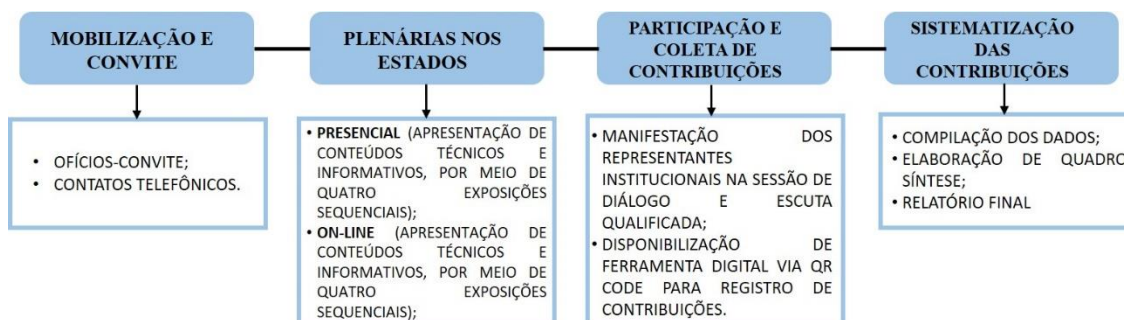 MOBILIZAÇÃO E
CONVITE
• OFÍCIOS-CONVITE;
• CONTATOS TELEFÔNICOS.
PLENÁRIAS NOS
ESTADOS
• PRESENCIAL (APRESENTAÇÃO DE
CONTEÚDOS TÉCNICOS E
INFORMATIVOS, POR MEIO DE
QUATRO EXPOSIÇÕES
SEQUENCIAIS);
• ON-LINE (APRESENTAÇÃO DE
CONTEÚDOS TÉCNICOS E
INFORMATIVOS, POR MEIO DE
QUATRO EXPOSIÇÕES
SEQUENCIAIS);
PARTICIPAÇÃO E
COLETA DE
CONTRIBUIÇÕES
• MANIFESTAÇÃO DOS
REPRESENTANTES
INSTITUCIONAIS NA SESSÃO DE
DIÁLOGO E ESCUTA
QUALIFICADA;
• DISPONIBILIZAÇÃO DE
FERRAMENTA DIGITAL VIA QR
CODE PARA REGISTRO DE
CONTRIBUIÇÕES.
SISTEMATIZAÇÃO
DAS
CONTRIBUIÇÕES
• COMPILAÇÃO DOS DADOS;
• ELABORAÇÃO DE QUADRO
SÍNTESE;
• RELATÓRIO FINAL